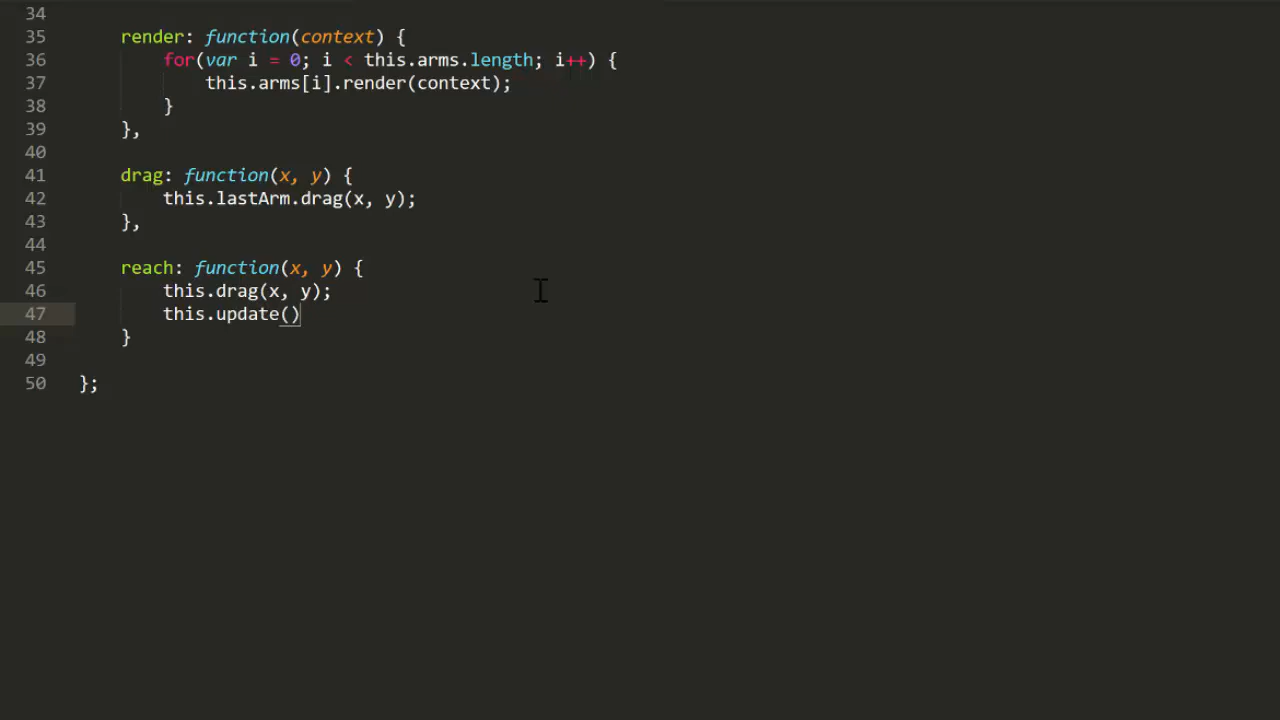 34
35 render: function(context) {
36 for(var i = 0; i < this.arms.length; i++) {
37 this.arms[i].render(context);
38 }
39 },
40
41 drag: function(x, y) {
42 this.lastArm.drag(x, y);
43 },
44
45 reach: function(x, y) {
46 this.drag(x, y);
47 this.update()
48 }
49
50 };